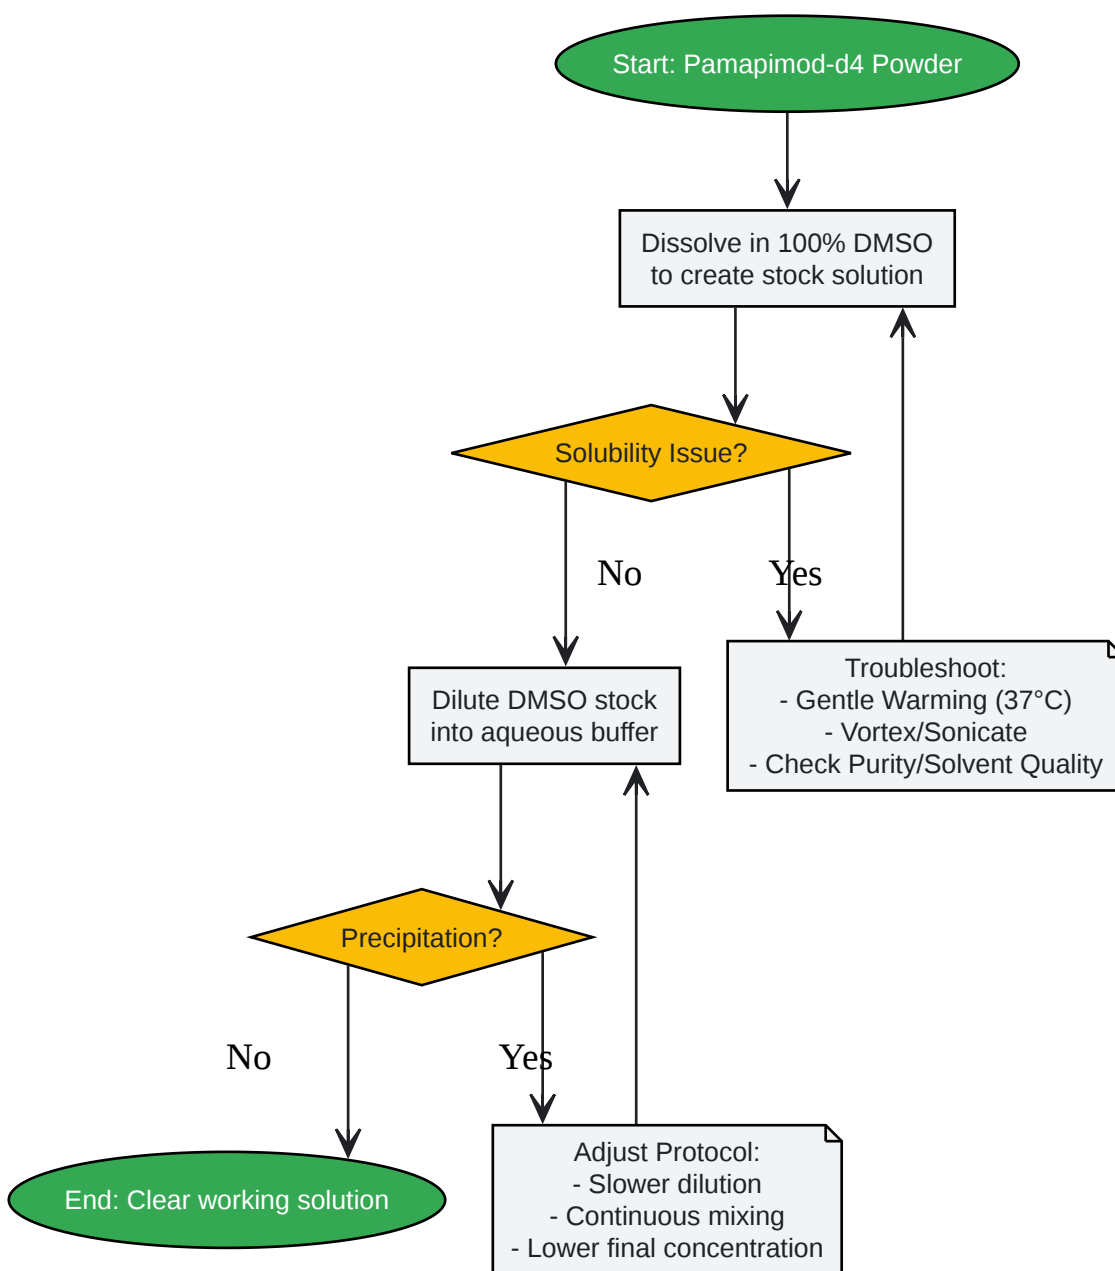 Start: Pamapimod-d4 Powder
Dissolve in 100% DMSO
to create stock solution
Solubility Issue?
No
Yes
Troubleshoot:
- Gentle Warming (37°C)
- Vortex/Sonicate
- Check Purity/Solvent Quality
Dilute DMSO stock
into aqueous buffer
Precipitation?
No
Yes
Adjust Protocol:
- Slower dilution
- Continuous mixing
- Lower final concentration
End: Clear working solution